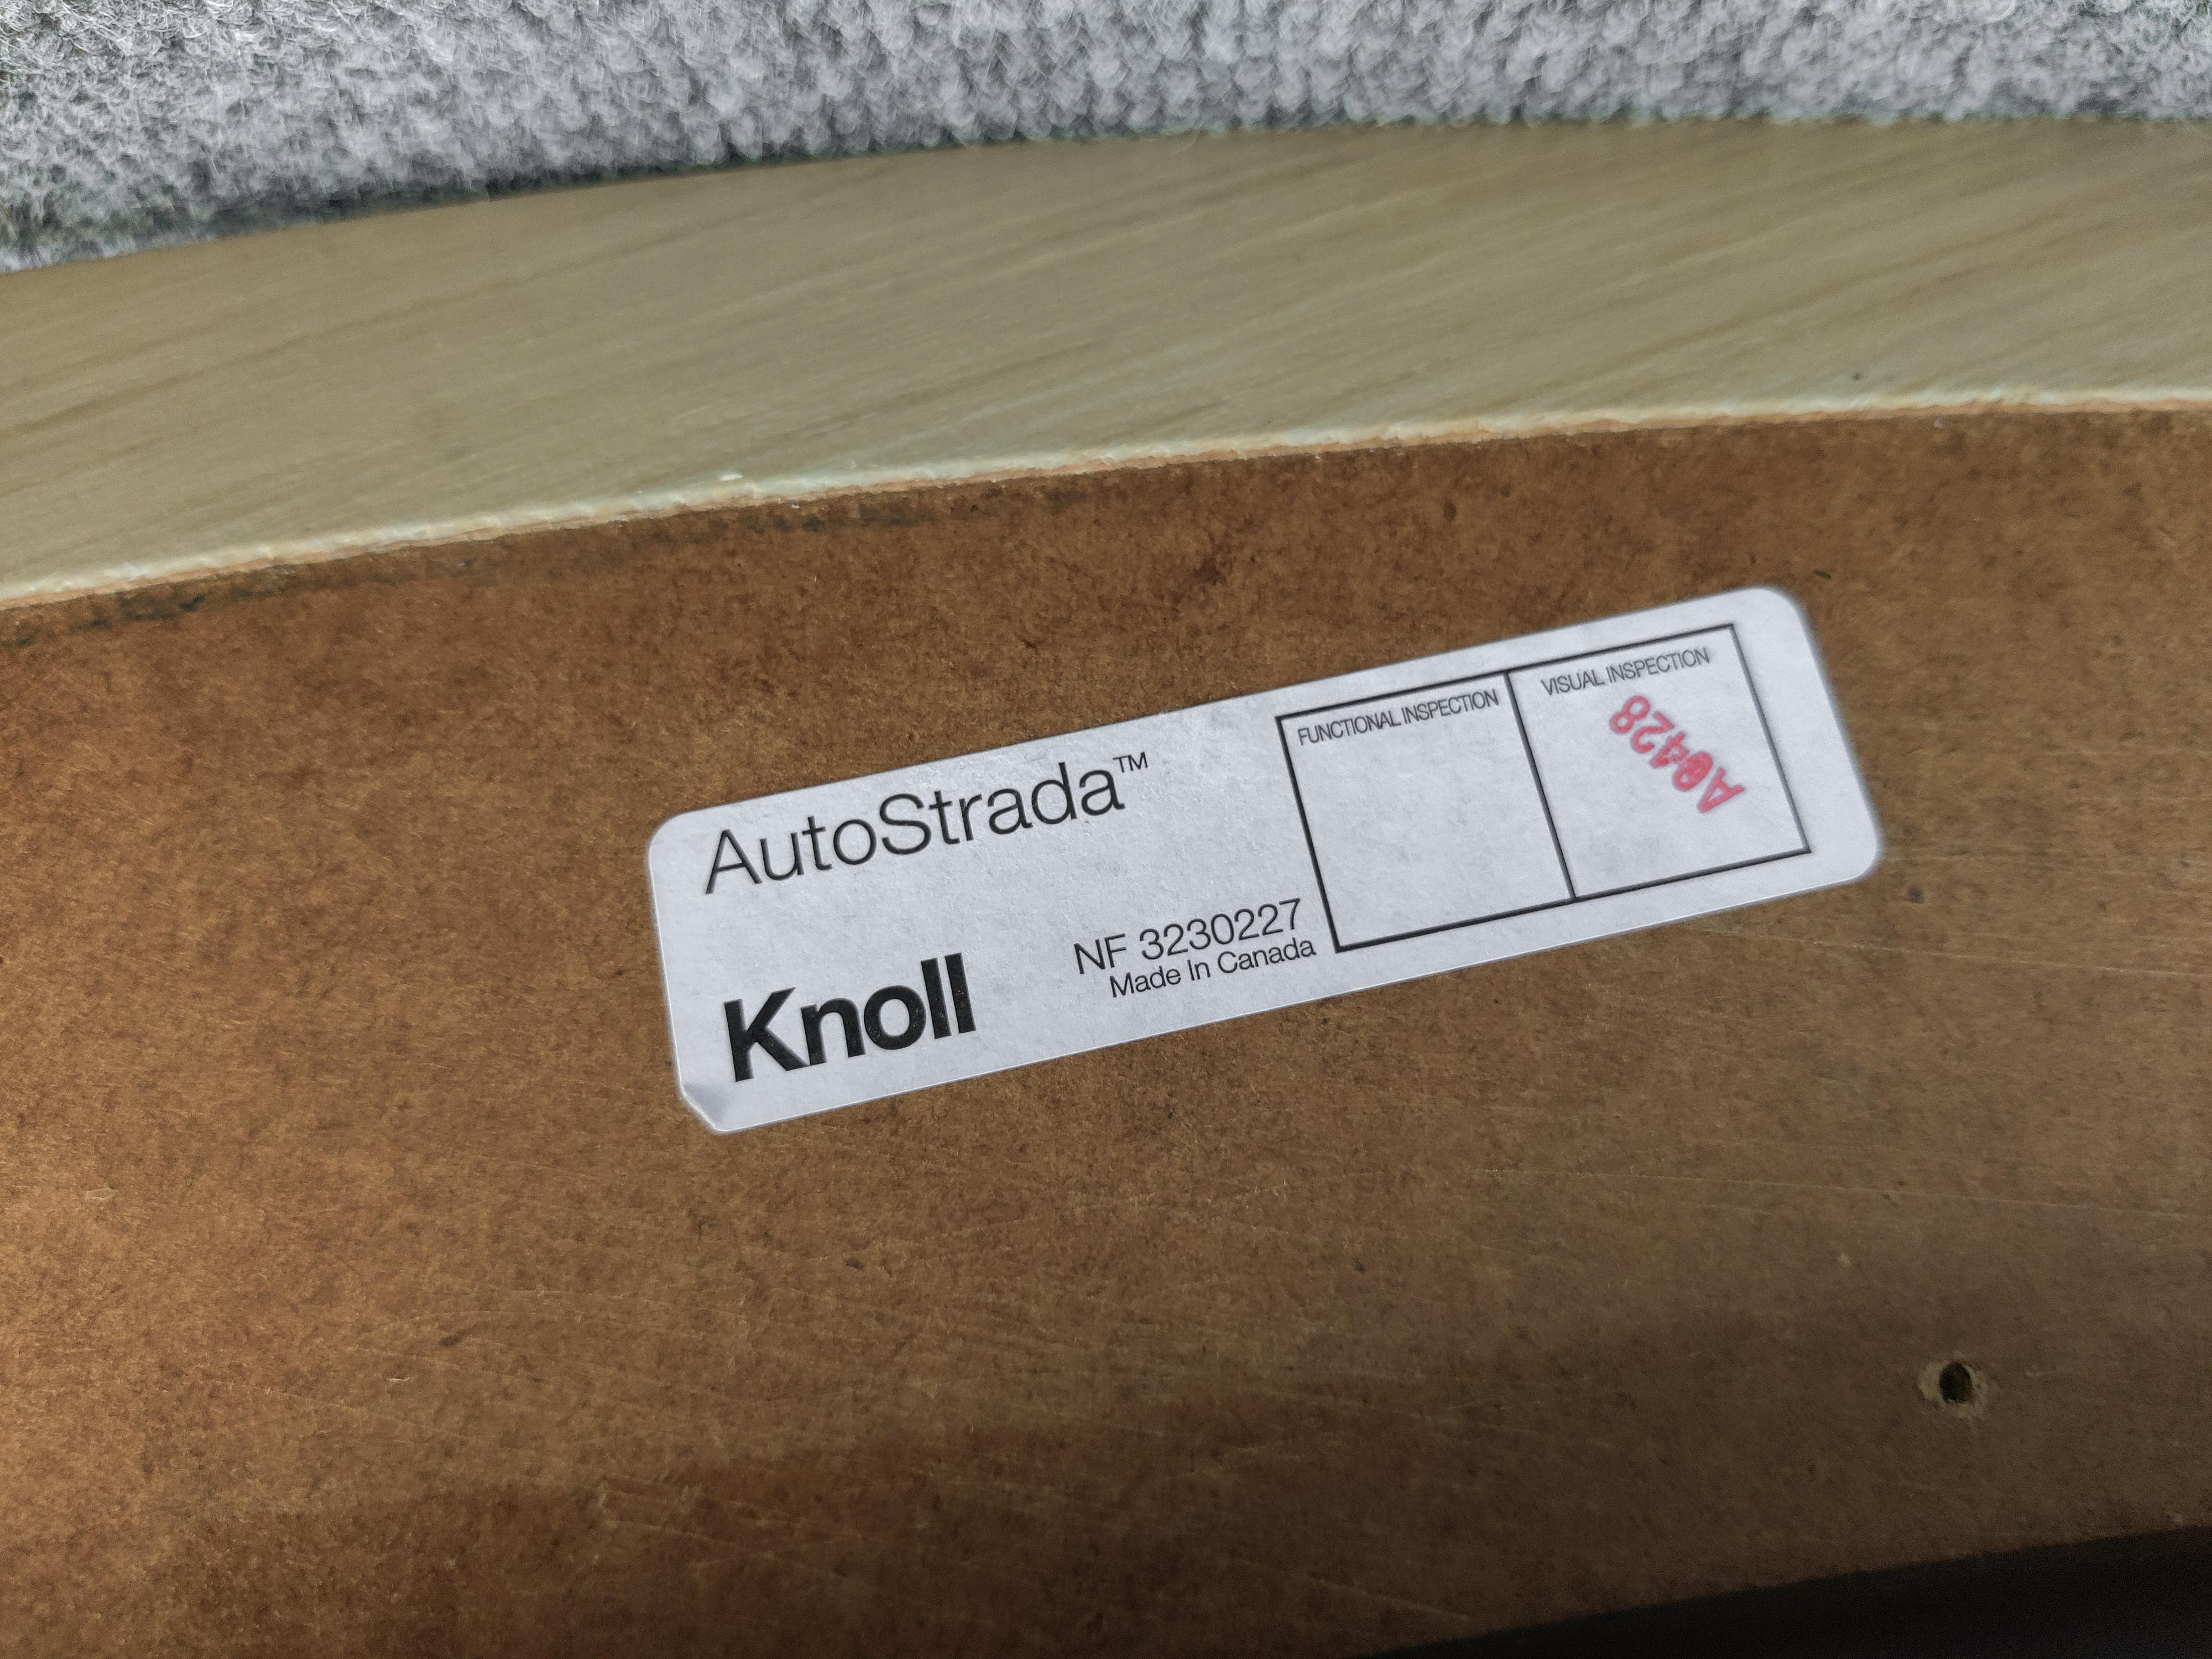 AutoStrada™
Knoll
NF 3230227
Made In Canada
FUNCTIONAL INSPECTION
VISUAL INSPECTION
A0428